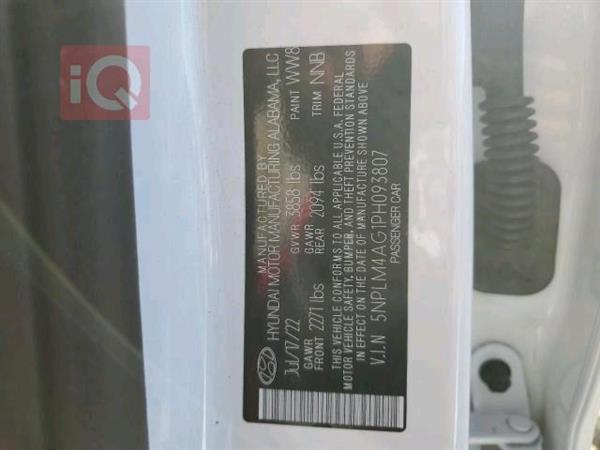 iQ
MANUFACTURED BY
HYUNDAI MOTOR MANUFACTURING ALABAMA, LLC
Jul/17/22 GVWR 3858 lbs PAINT WW8
GAWR FRONT 2271 lbs GAWR REAR 2094 lbs TRIM NNB
THIS VEHICLE CONFORMS TO ALL APPLICABLE U.S.A. FEDERAL
MOTOR VEHICLE SAFETY, BUMPER, AND THEFT PREVENTION STANDARDS
IN EFFECT ON THE DATE OF MANUFACTURE SHOWN ABOVE.
V.I.N 5NPLM4AG1PH093807
PASSENGER CAR